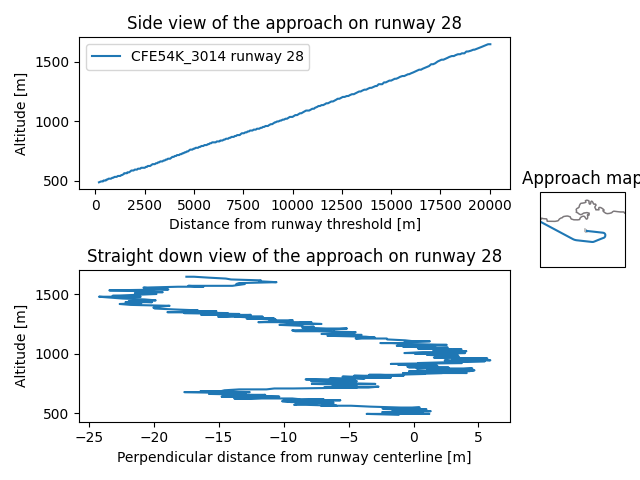 Side view of the approach on runway 28
CFE54K_3014 runway 28
Altitude [m]
1500
1000
500
0 2500 5000 7500 10000 12500 15000 17500 20000
Distance from runway threshold [m]
Approach map
Straight down view of the approach on runway 28
Altitude [m]
1500
1000
500
−25 −20 −15 −10 −5 0 5
Perpendicular distance from runway centerline [m]